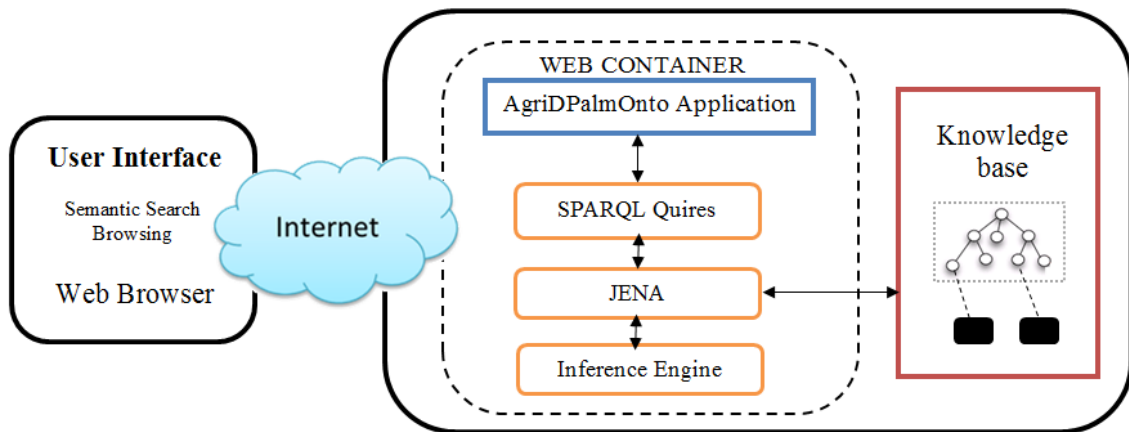 User Interface
Semantic Search
Browsing
Web Browser
Internet
WEB CONTAINER
AgriDPalmOnto Application
SPARQL Quires
JENA
Inference Engine
Knowledge
base